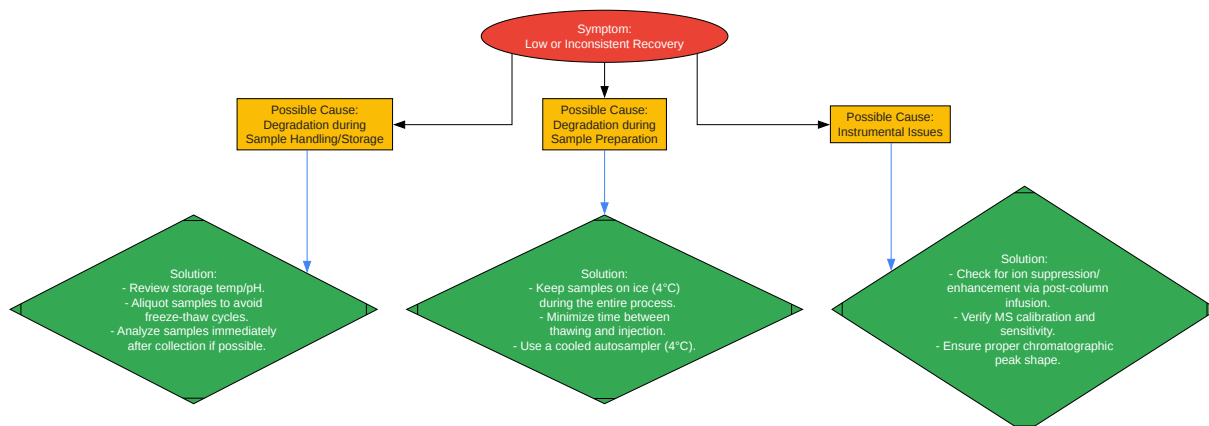 Symptom:
Low or Inconsistent Recovery
Possible Cause:
Degradation during
Sample Handling/Storage
Possible Cause:
Degradation during
Sample Preparation
Possible Cause:
Instrumental Issues
Solution:
- Review storage temp/pH.
- Aliquot samples to avoid
freeze-thaw cycles.
- Analyze samples immediately
after collection if possible.
Solution:
- Keep samples on ice (4°C)
during the entire process.
- Minimize time between
thawing and injection.
- Use a cooled autosampler (4°C).
Solution:
- Check for ion suppression/
enhancement via post-column
infusion.
- Verify MS calibration and
sensitivity.
- Ensure proper chromatographic
peak shape.